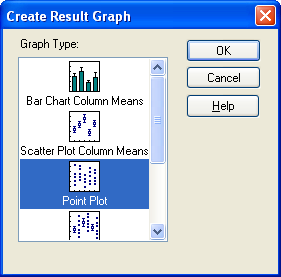 Create Result Graph
Graph Type:
Bar Chart Column Means
Scatter Plot Column Means
Point Plot
OK
Cancel
Help